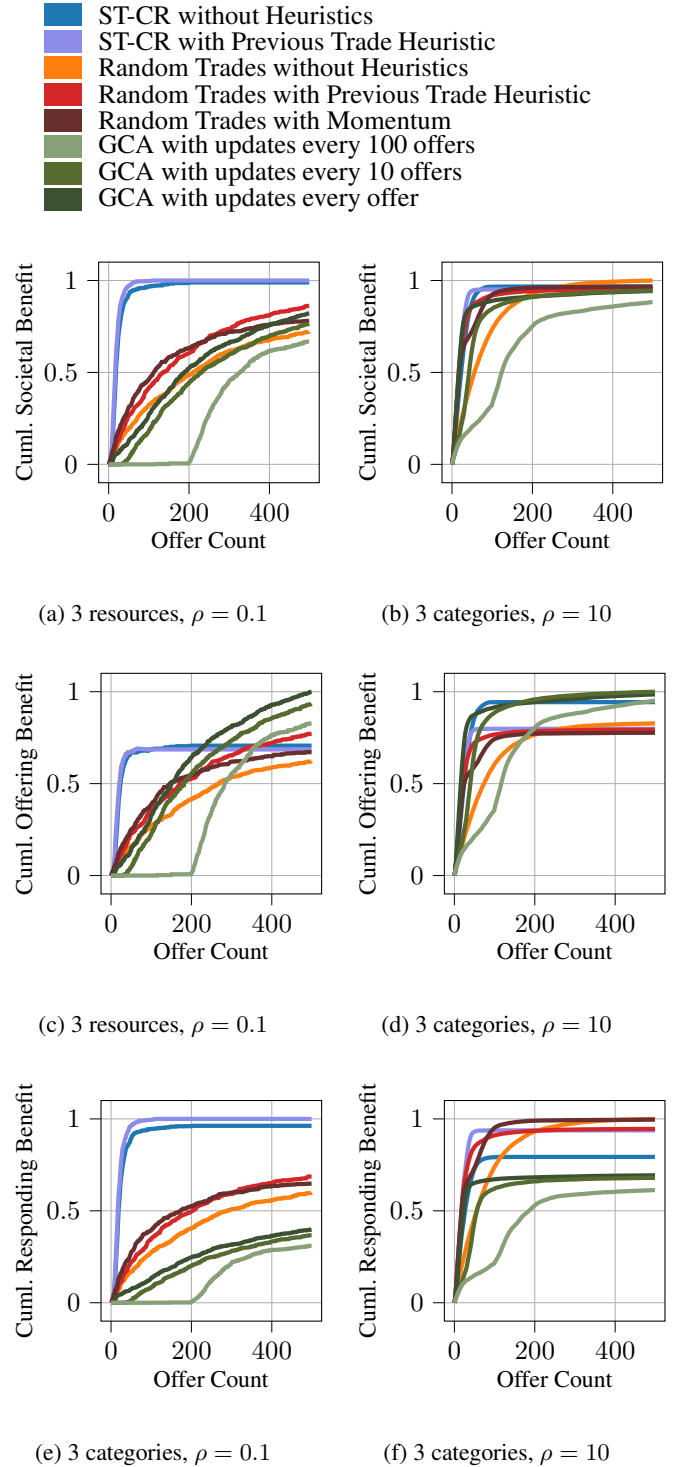 ST-CR without Heuristics
ST-CR with Previous Trade Heuristic
Random Trades without Heuristics
Random Trades with Previous Trade Heuristic
Random Trades with Momentum
GCA with updates every 100 offers
GCA with updates every 10 offers
GCA with updates every offer
Cuml. Societal Benefit
1
0.5
0
0 200 400
Offer Count
(a) 3 resources, ρ = 0.1
Cuml. Societal Benefit
1
0.5
0
0 200 400
Offer Count
(b) 3 categories, ρ = 10
Cuml. Offering Benefit
1
0.5
0
0 200 400
Offer Count
(c) 3 resources, ρ = 0.1
Cuml. Offering Benefit
1
0.5
0
0 200 400
Offer Count
(d) 3 categories, ρ = 10
Cuml. Responding Benefit
1
0.5
0
0 200 400
Offer Count
(e) 3 categories, ρ = 0.1
Cuml. Responding Benefit
1
0.5
0
0 200 400
Offer Count
(f) 3 categories, ρ = 10